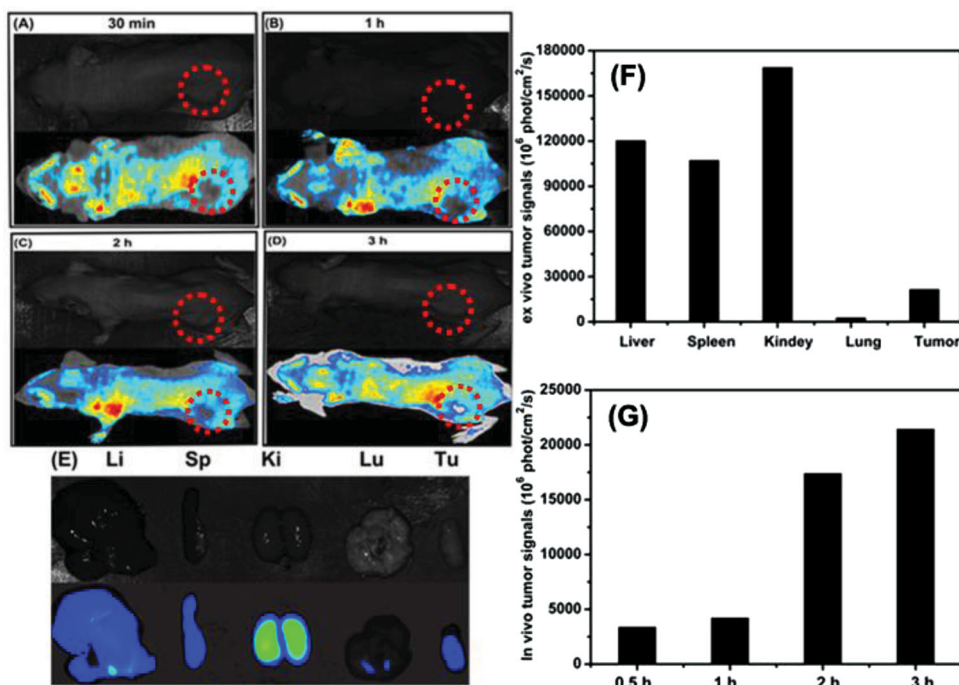 (A) 30 min
(B) 1 h
(C) 2 h
(D) 3 h
(E) Li Sp Ki Lu Tu
(F)
ex vivo tumor signals (10⁶ phot/cm²/s)
180000
150000
120000
90000
60000
30000
0
Liver Spleen Kindey Lung Tumor
(G)
In vivo tumor signals (10⁶ phot/cm²/s)
25000
20000
15000
10000
5000
0
0.5 h 1 h 2 h 3 h